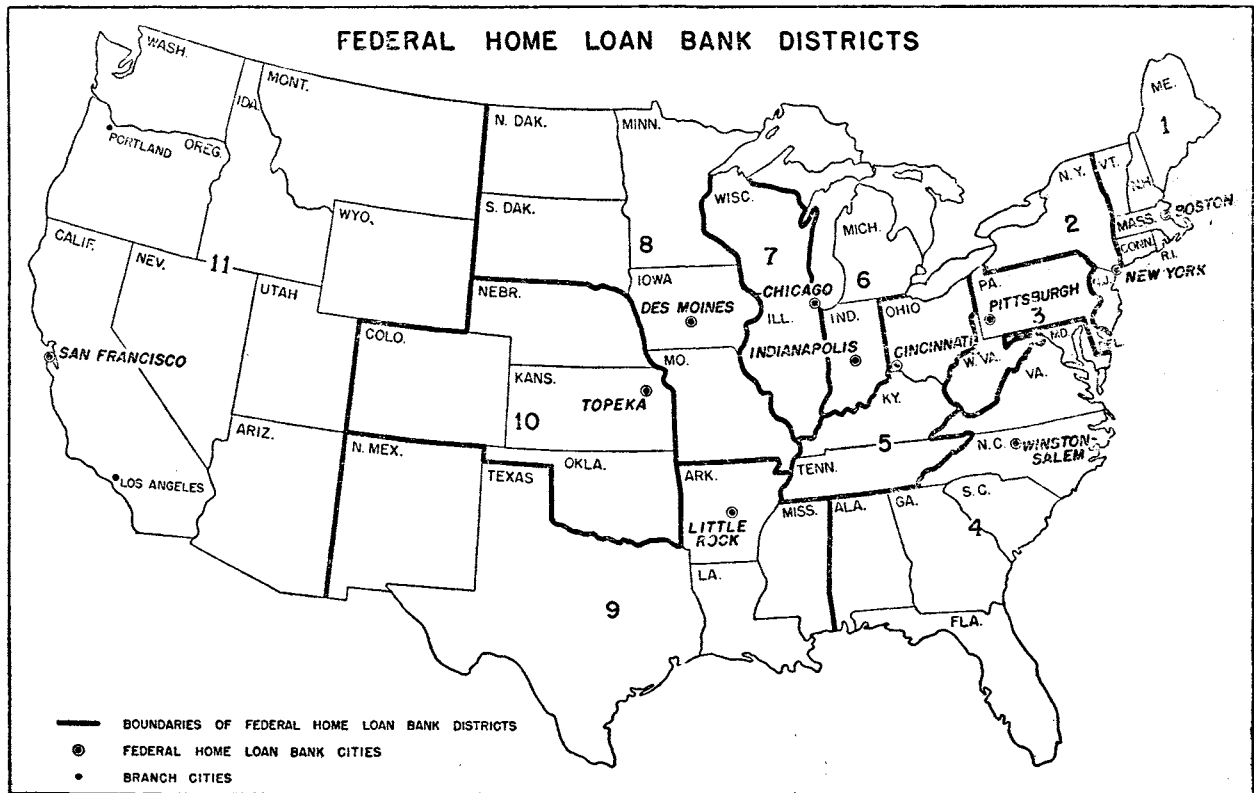 FEDERAL HOME LOAN BANK DISTRICTS
WASH.
MONT.
IDA.
N. DAK.
MINN.
ME.
1
PORTLAND
OREG.
N.Y.
VT.
NH
WISC.
WYO.
S. DAK.
MICH.
MASS.
BOSTON
2
CALIF.
NEV.
11
8
7
6
CONN.
R.I.
UTAH
NEBR.
IOWA
CHICAGO
PA.
N.J.
NEW YORK
DES MOINES
ILL.
IND.
OHIO
PITTSBURGH
3
COLO.
INDIANAPOLIS
CINCINNATI
MD.
SAN FRANCISCO
MO.
W. VA.
VA.
KANS.
TOPEKA
KY.
10
ARIZ.
N. MEX.
5
N.C.
WINSTON-
SALEM
OKLA.
TEXAS
ARK.
TENN.
LOS ANGELES
MISS.
ALA.
GA.
S.C.
LITTLE
ROCK
4
LA.
9
FLA.
BOUNDARIES OF FEDERAL HOME LOAN BANK DISTRICTS
FEDERAL HOME LOAN BANK CITIES
BRANCH CITIES